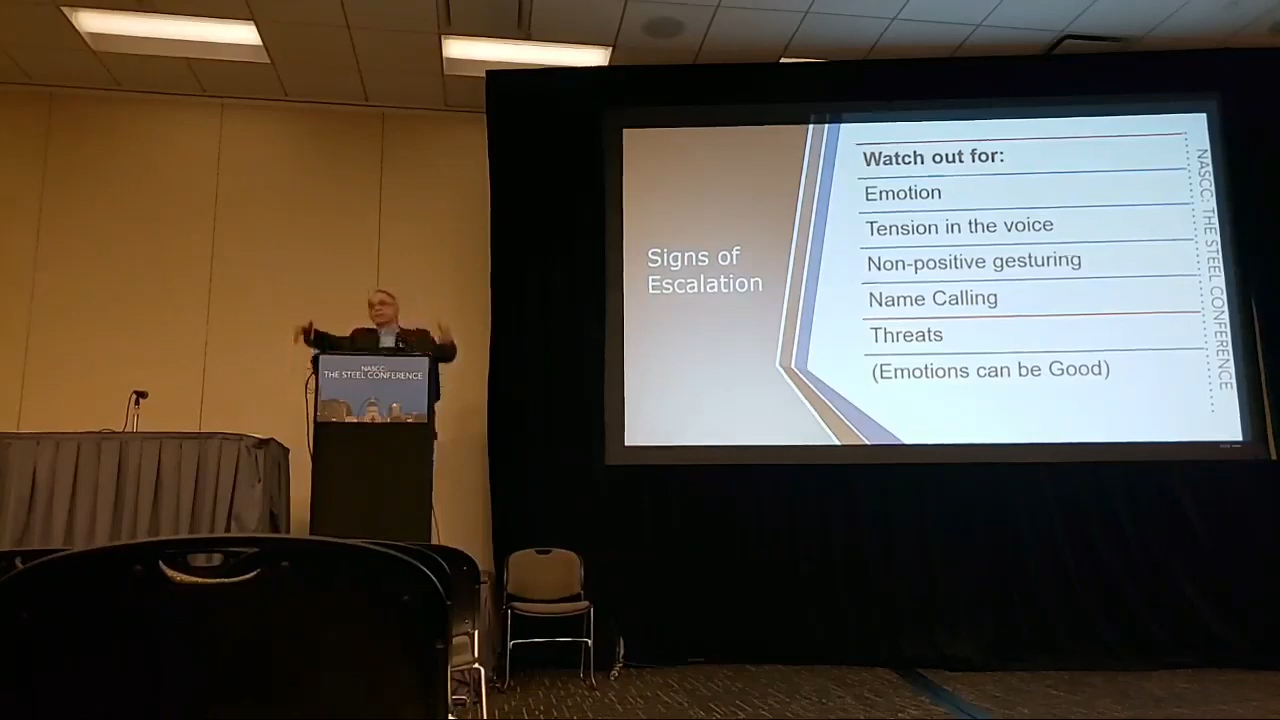 NASCC:
THE STEEL CONFERENCE
Signs of
Escalation
Watch out for:
Emotion
Tension in the voice
Non-positive gesturing
Name Calling
Threats
(Emotions can be Good)
NASCC: THE STEEL CONFERENCE